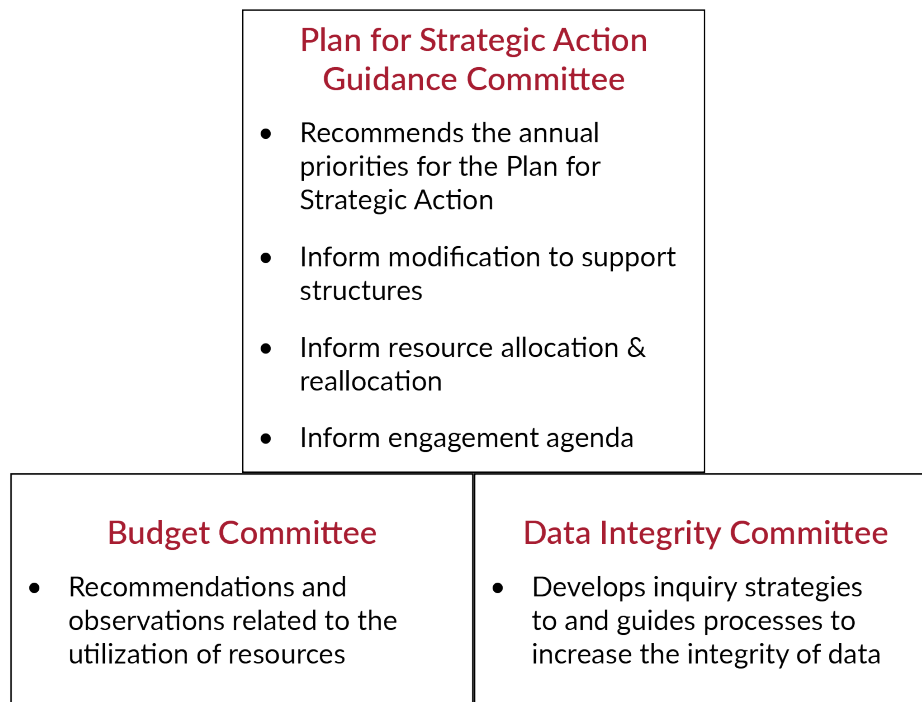 Plan for Strategic Action
Guidance Committee
• Recommends the annual
priorities for the Plan for
Strategic Action
• Inform modification to support
structures
• Inform resource allocation &
reallocation
• Inform engagement agenda
Budget Committee
• Recommendations and
observations related to the
utilization of resources
Data Integrity Committee
• Develops inquiry strategies
to and guides processes to
increase the integrity of data